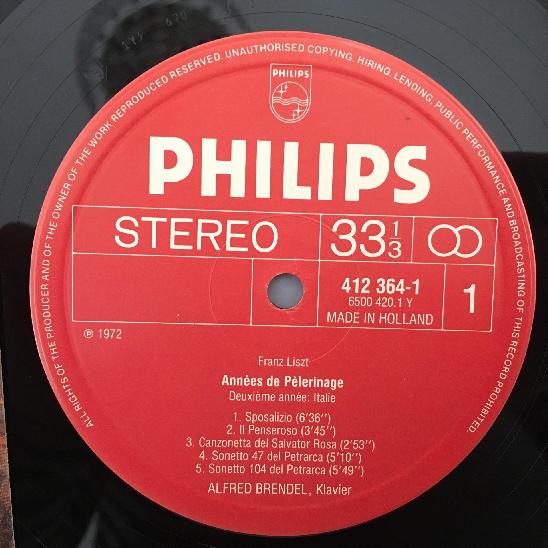 ALL RIGHTS OF THE PRODUCER AND OF THE OWNER OF THE WORK REPRODUCED RESERVED. UNAUTHORISED COPYING, HIRING, LENDING, PUBLIC PERFORMANCE AND BROADCASTING OF THIS RECORD PROHIBITED.
PHILIPS
PHILIPS
STEREO 33 1/3
412 364-1 1
6500 420.1 Y
MADE IN HOLLAND
℗ 1972
Franz Liszt
Années de Pèlerinage
Deuxième année: Italie
1. Sposalizio (6'36'')
2. Il Penseroso (3'45'')
3. Canzonetta del Salvator Rosa (2'53'')
4. Sonetto 47 del Petrarca (5'10'')
5. Sonetto 104 del Petrarca (5'49'')
ALFRED BRENDEL, Klavier